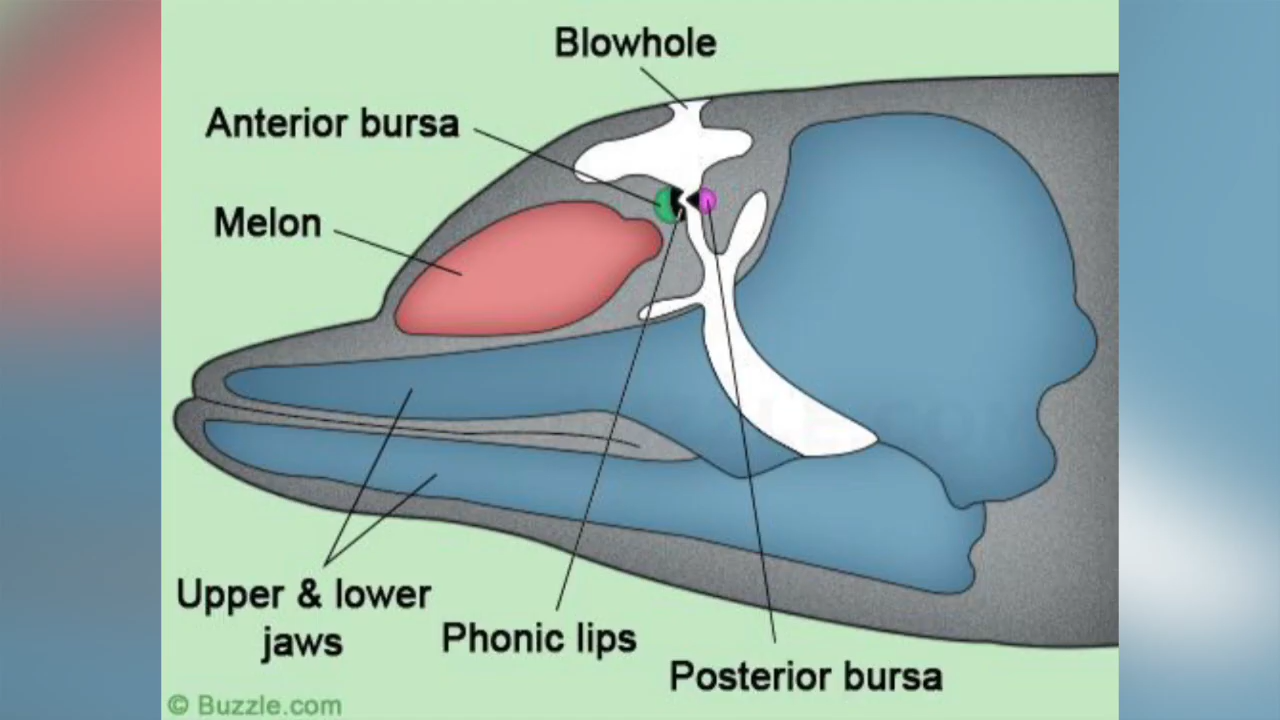 Blowhole
Anterior bursa
Melon
Upper & lower
jaws
Phonic lips
Posterior bursa
© Buzzle.com